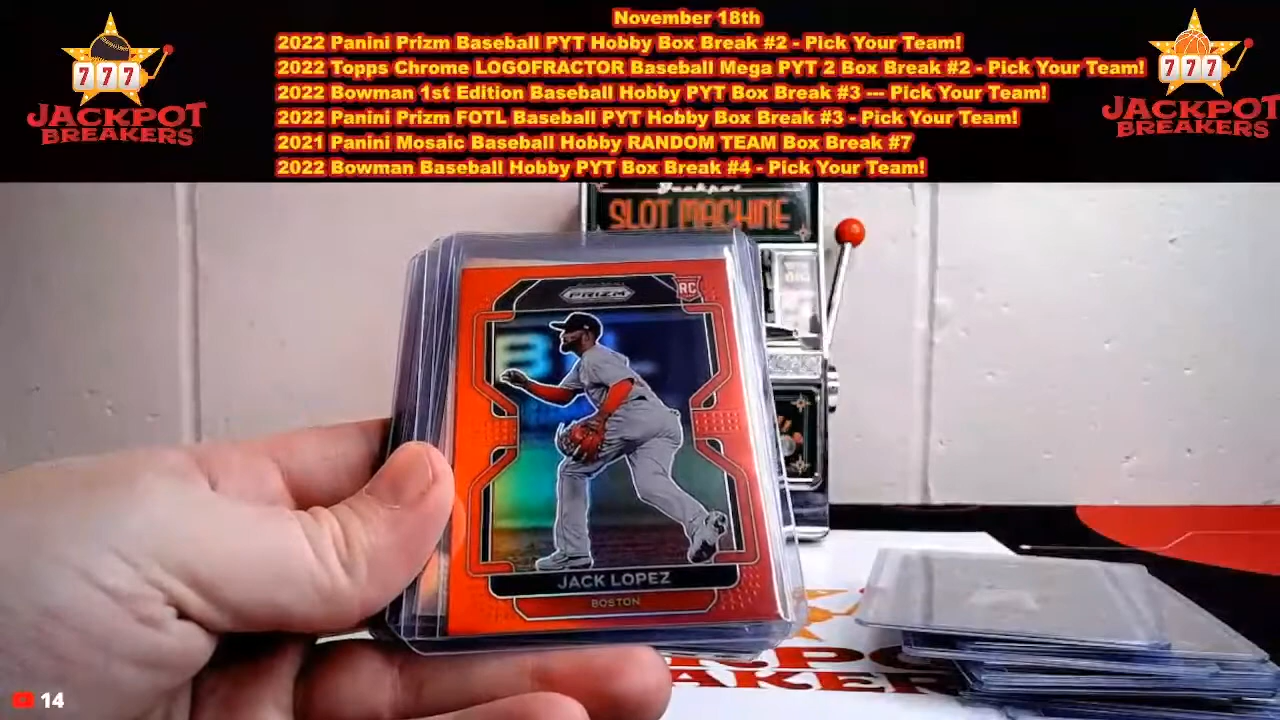 November 18th
2022 Panini Prizm Baseball PYT Hobby Box Break #2 - Pick Your Team!
2022 Topps Chrome LOGOFRACTOR Baseball Mega PYT 2 Box Break #2 - Pick Your Team!
2022 Bowman 1st Edition Baseball Hobby PYT Box Break #3 --- Pick Your Team!
2022 Panini Prizm FOTL Baseball PYT Hobby Box Break #3 - Pick Your Team!
2021 Panini Mosaic Baseball Hobby RANDOM TEAM Box Break #7
2022 Bowman Baseball Hobby PYT Box Break #4 - Pick Your Team!
777
JACKPOT
BREAKERS
777
JACKPOT
BREAKERS
Jackpot
SLOT MACHINE
PRIZM
RC
JACK LOPEZ
BOSTON
14